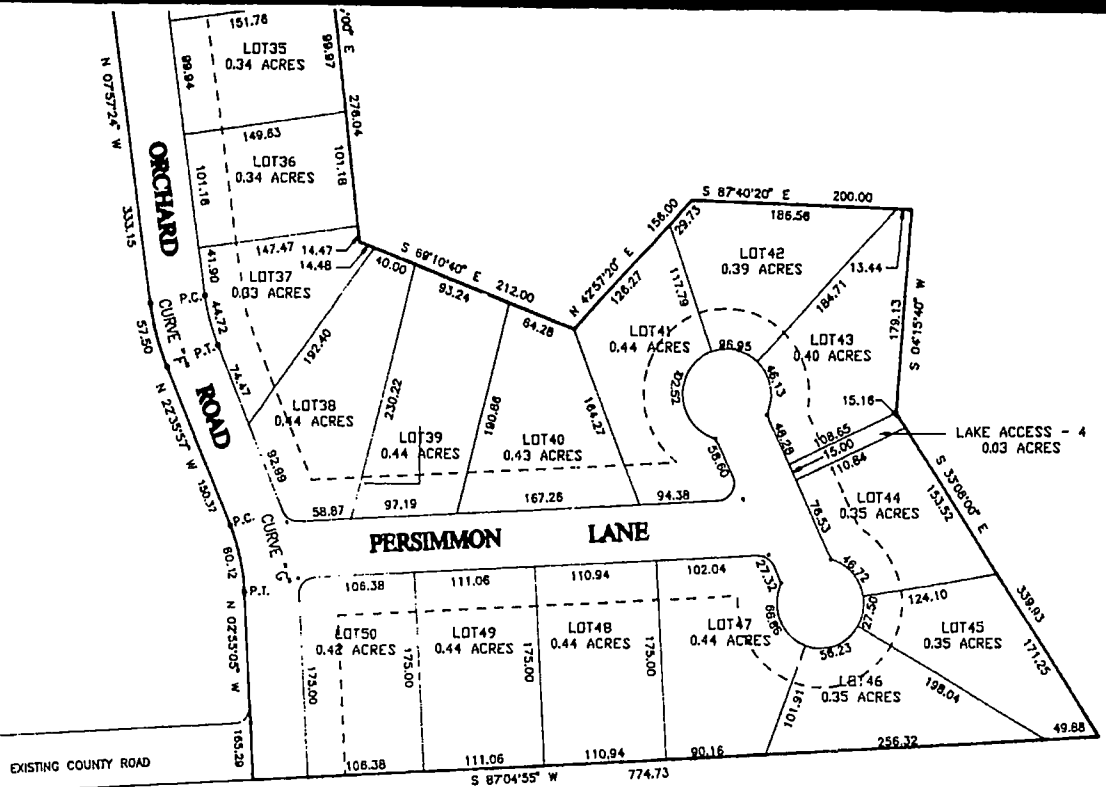 151.76
LOT35
0.34 ACRES
99.94
00" E
99.97
276.04
N 07°57'24" W
149.63
LOT36
0.34 ACRES
101.16
101.18
ORCHARD
333.15
147.47
14.47
14.48
41.90
LOT37
0.33 ACRES
S 69°10'40" E
212.00
40.00
93.24
64.28
P.C.
44.72
CURVE "F"
57.50
P.T.
74.47
192.40
N 42°57'20" E
156.00
126.27
29.73
S 87°40'20" E
200.00
186.56
LOT42
0.39 ACRES
13.44
117.79
184.71
LOT41
0.44 ACRES
LOT43
0.40 ACRES
179.13
S 04°15'40" W
96.95
46.13
ROAD
N 22°35'57" W
150.37
LOT38
0.44 ACRES
230.22
LOT39
0.44 ACRES
190.86
LOT40
0.43 ACRES
164.27
58.60
48.28
15.16
108.65
15.00
110.84
LAKE ACCESS - 4
0.03 ACRES
92.99
58.87
97.19
167.26
94.38
S 33°08'00" E
153.52
LOT44
0.35 ACRES
76.53
P.C.
CURVE "G"
60.12
P.T.
PERSIMMON LANE
106.38
111.06
110.94
102.04
27.32
46.72
66.86
27.50
124.10
339.93
171.25
LOT50
0.42 ACRES
LOT49
0.44 ACRES
LOT48
0.44 ACRES
LOT47
0.44 ACRES
LOT45
0.35 ACRES
N 02°55'05" W
175.00
175.00
175.00
175.00
56.23
LOT46
0.35 ACRES
101.91
198.04
49.88
165.20
EXISTING COUNTY ROAD
106.38
111.06
110.94
90.16
256.32
S 87°04'55" W
774.73